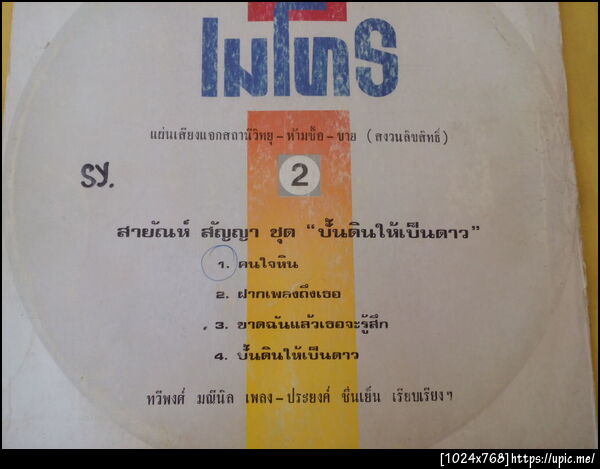 เมโทร
แผ่นเสียงแจกสถานีวิทยุ - ห้ามซื้อ - ขาย ( สงวนลิขสิทธิ์ )
SY.
2
สายัณห์ สัญญา ชุด “ปั้นดินให้เป็นดาว”
1. คนใจหิน
2. ฝากเพลงถึงเธอ
3. ขาดฉันแล้วเธอจะรู้สึก
4. ปั้นดินให้เป็นดาว
ทวีพงศ์ มณีนิล เพลง - ประยงค์ ชื่นเย็น เรียบเรียงฯ
[1024x768]https://upic.me/